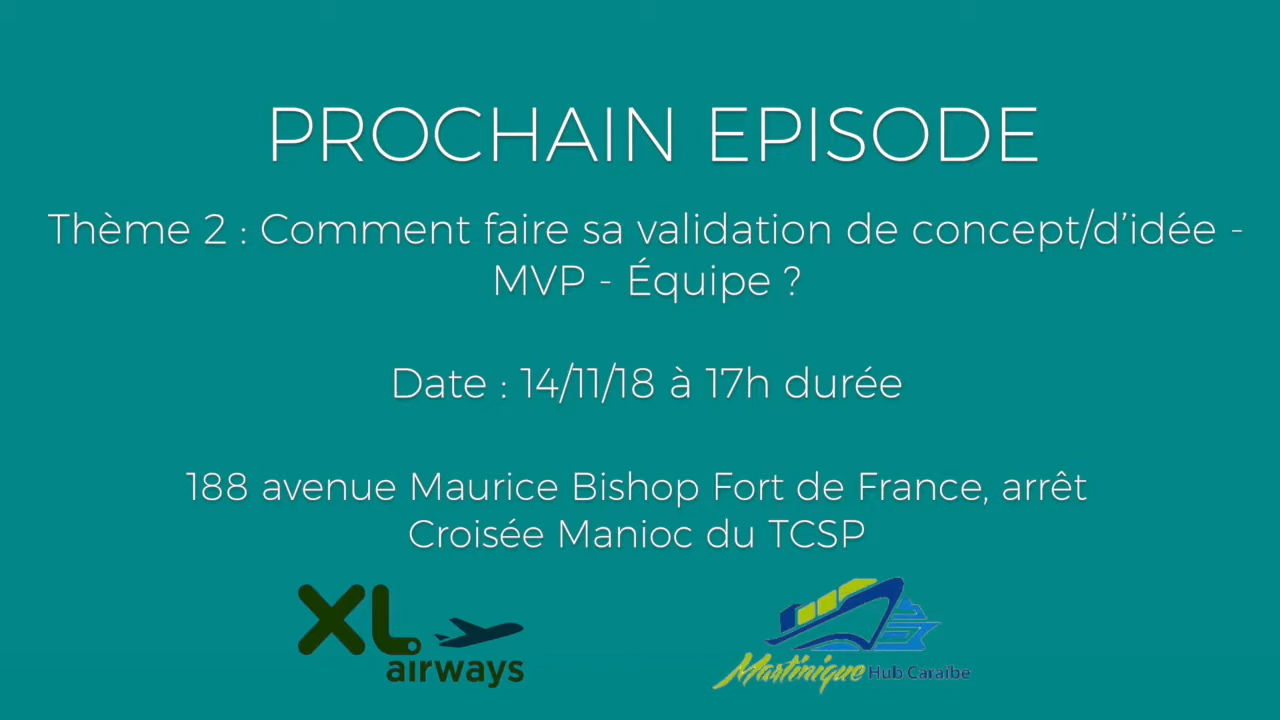 PROCHAIN EPISODE
Thème 2 : Comment faire sa validation de concept/d'idée -
MVP - Équipe ?
Date : 14/11/18 à 17h durée
188 avenue Maurice Bishop Fort de France, arrêt
Croisée Manioc du TCSP
XL
airways
Martinique Hub Caraïbe